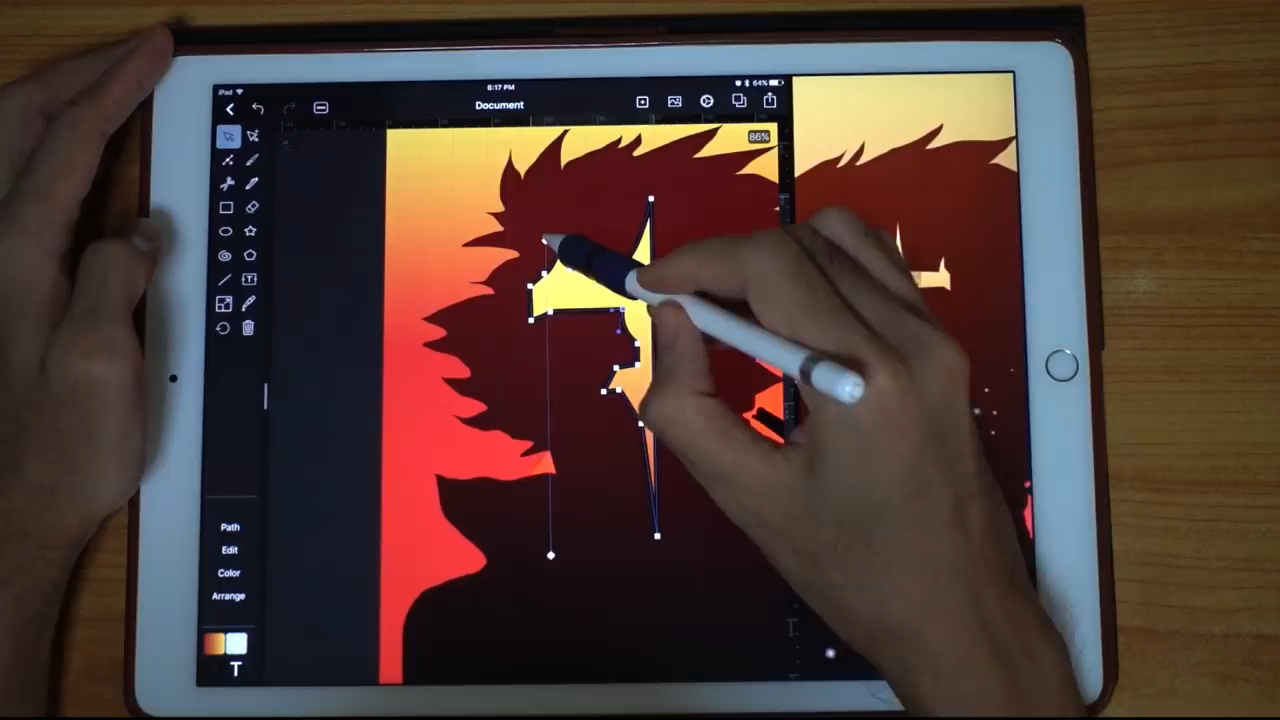 iPad
6:17 PM
64%
Document
86%
T
Path
Edit
Color
Arrange
T